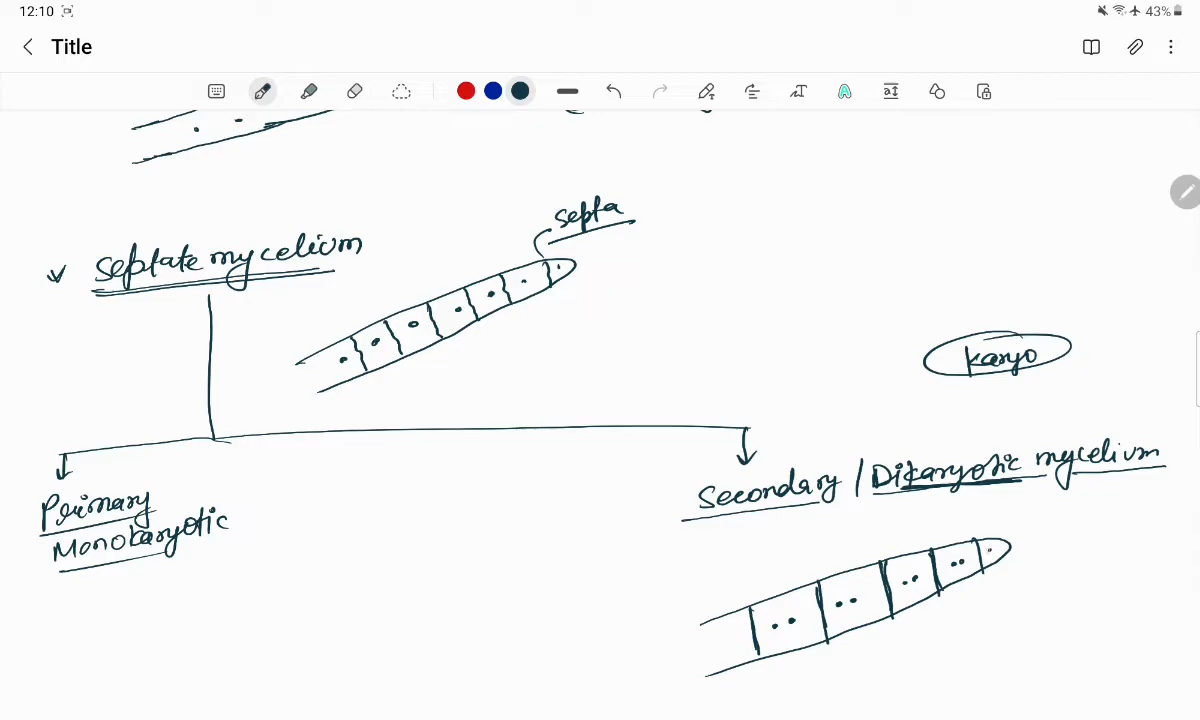 12:10
43%
Title
septa
septate mycelium
karyo
Secondary / Dikaryotic mycelium
Primary
Monokaryotic